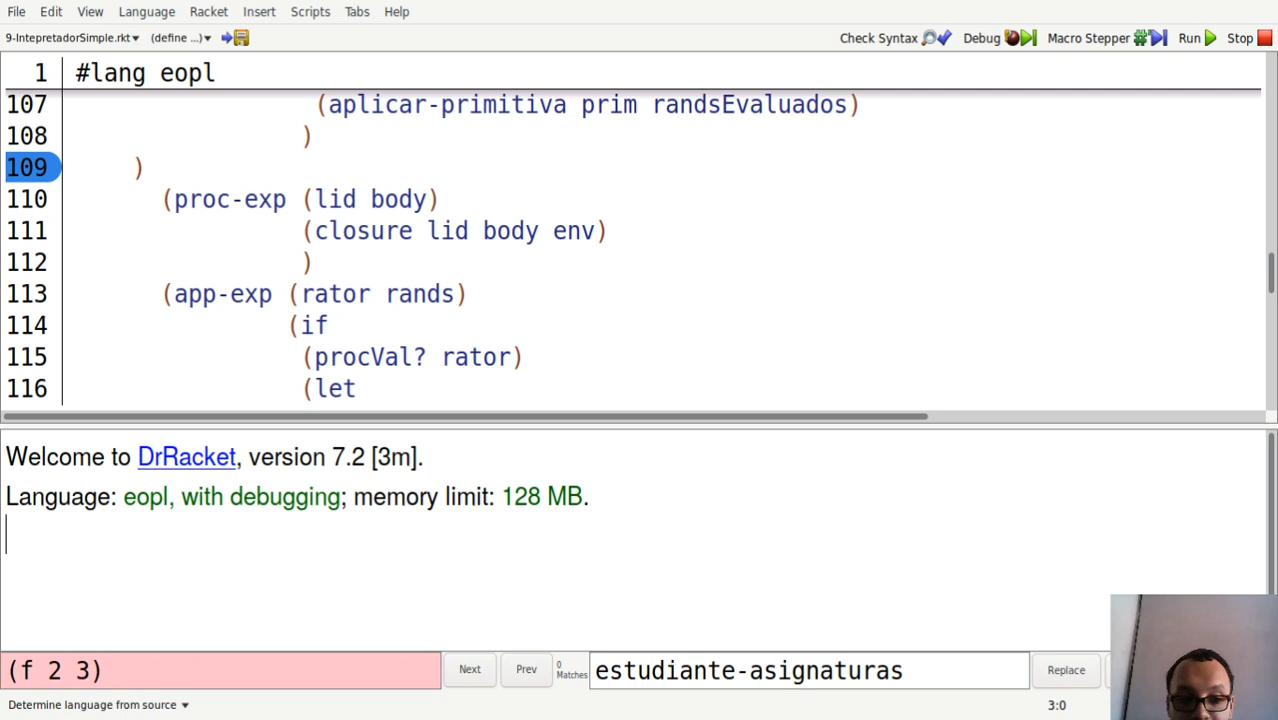 File Edit View Language Racket Insert Scripts Tabs Help
9-IntepretadorSimple.rkt▾ (define ...)▾ Check Syntax Debug Macro Stepper Run Stop
1 #lang eopl
107 (aplicar-primitiva prim randsEvaluados)
108 )
109 )
110 (proc-exp (lid body)
111 (closure lid body env)
112 )
113 (app-exp (rator rands)
114 (if
115 (procVal? rator)
116 (let
Welcome to DrRacket, version 7.2 [3m].
Language: eopl, with debugging; memory limit: 128 MB.
(f 2 3) Next Prev 0 Matches estudiante-asignaturas Replace
Determine language from source ▾ 3:0